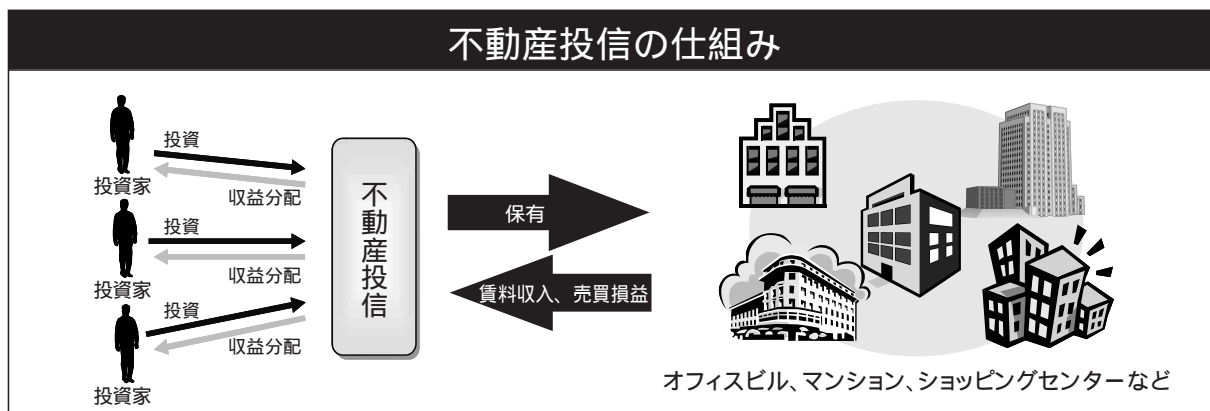 不動産投信の仕組み
投資
投資家
収益分配
投資
投資家
収益分配
投資
投資家
収益分配
不動産投信
保有
賃料収入、売買損益
オフィスビル、マンション、ショッピングセンターなど